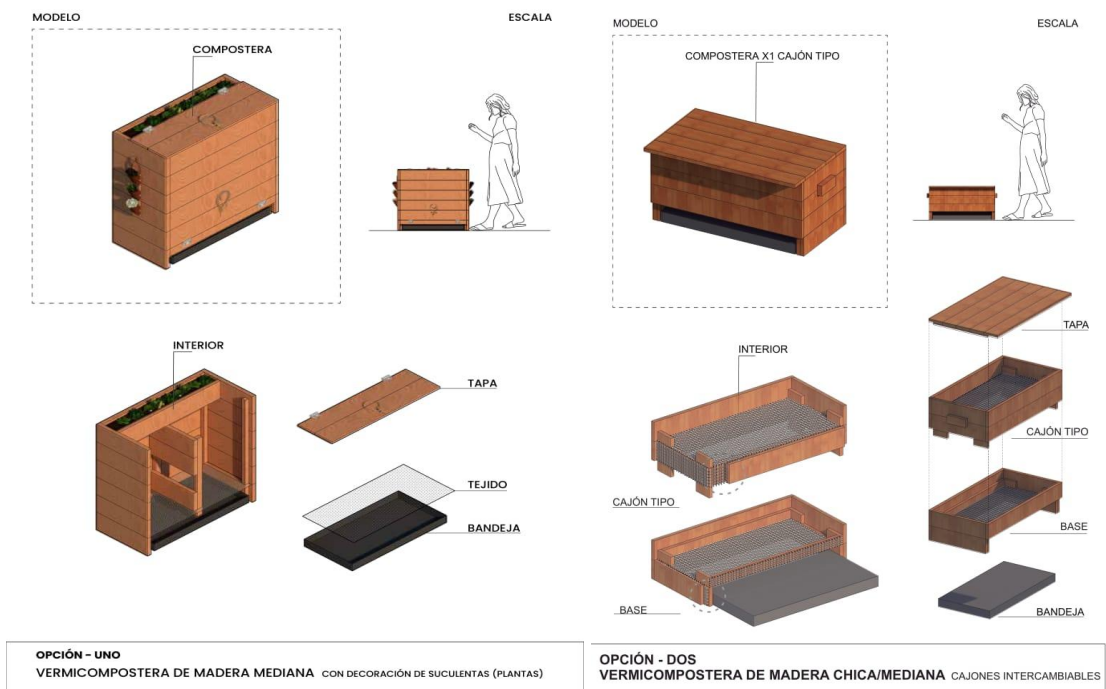 MODELO
ESCALA
COMPOSTERA
INTERIOR
TAPA
TEJIDO
BANDEJA
OPCIÓN - UNO
VERMICOMPOSTERA DE MADERA MEDIANA CON DECORACIÓN DE SUCULENTAS (PLANTAS)
MODELO
ESCALA
COMPOSTERA X1 CAJÓN TIPO
INTERIOR
TAPA
CAJÓN TIPO
CAJÓN TIPO
BASE
BASE
BANDEJA
OPCIÓN - DOS
VERMICOMPOSTERA DE MADERA CHICA/MEDIANA CAJONES INTERCAMBIABLES